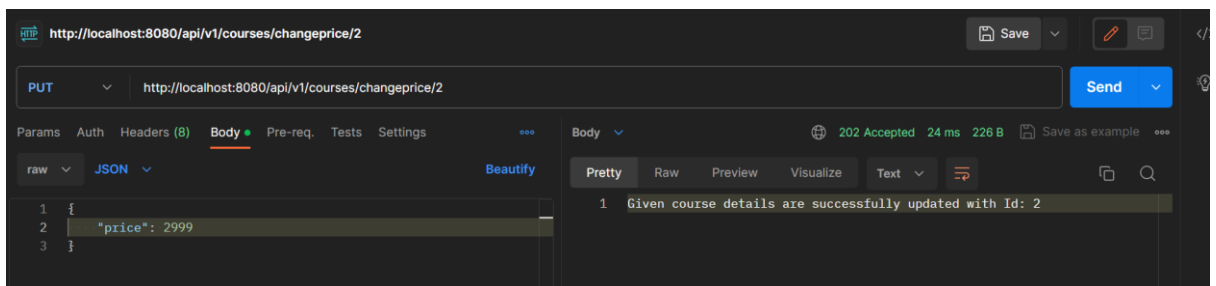 HTTP http://localhost:8080/api/v1/courses/changeprice/2 Save </>
PUT http://localhost:8080/api/v1/courses/changeprice/2 Send
Params Auth Headers (8) Body Pre-req. Tests Settings ooo Body 202 Accepted 24 ms 226 B Save as example ooo
raw JSON Beautify Pretty Raw Preview Visualize Text
1 { 1 Given course details are successfully updated with Id: 2
2 "price": 2999
3 }